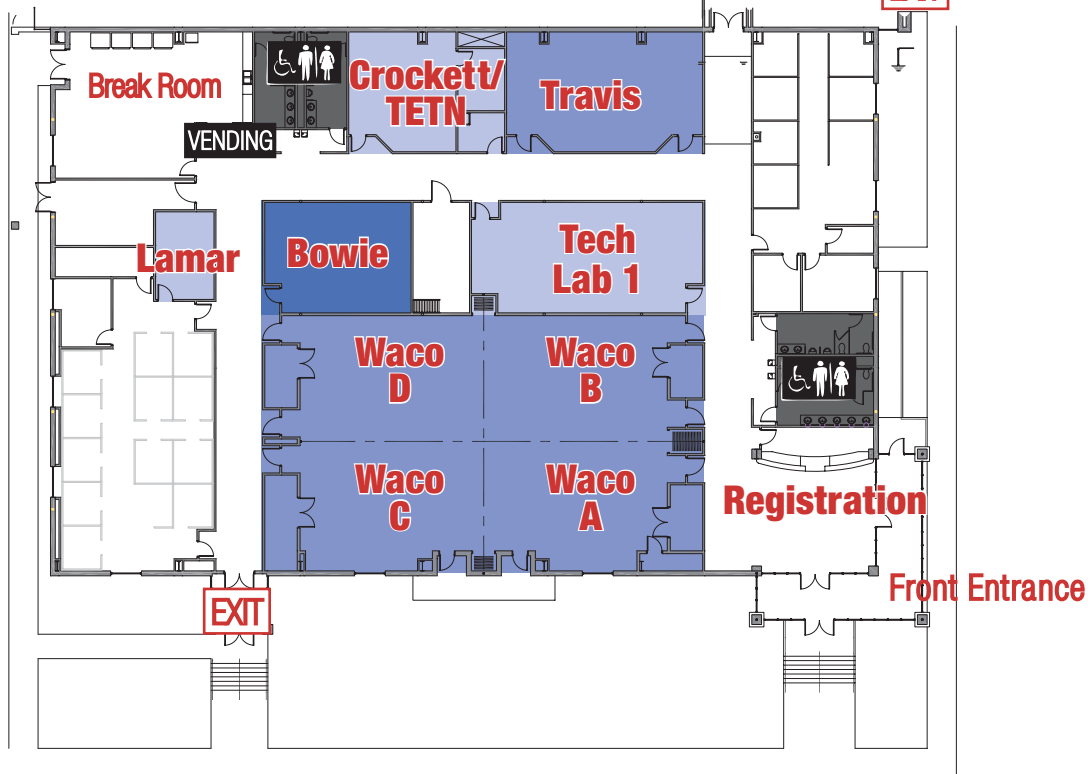 Break Room
Crockett/
TETN
Travis
VENDING
Lamar
Bowie
Tech
Lab 1
Waco
D
Waco
B
Waco
C
Waco
A
Registration
Front Entrance
EXIT